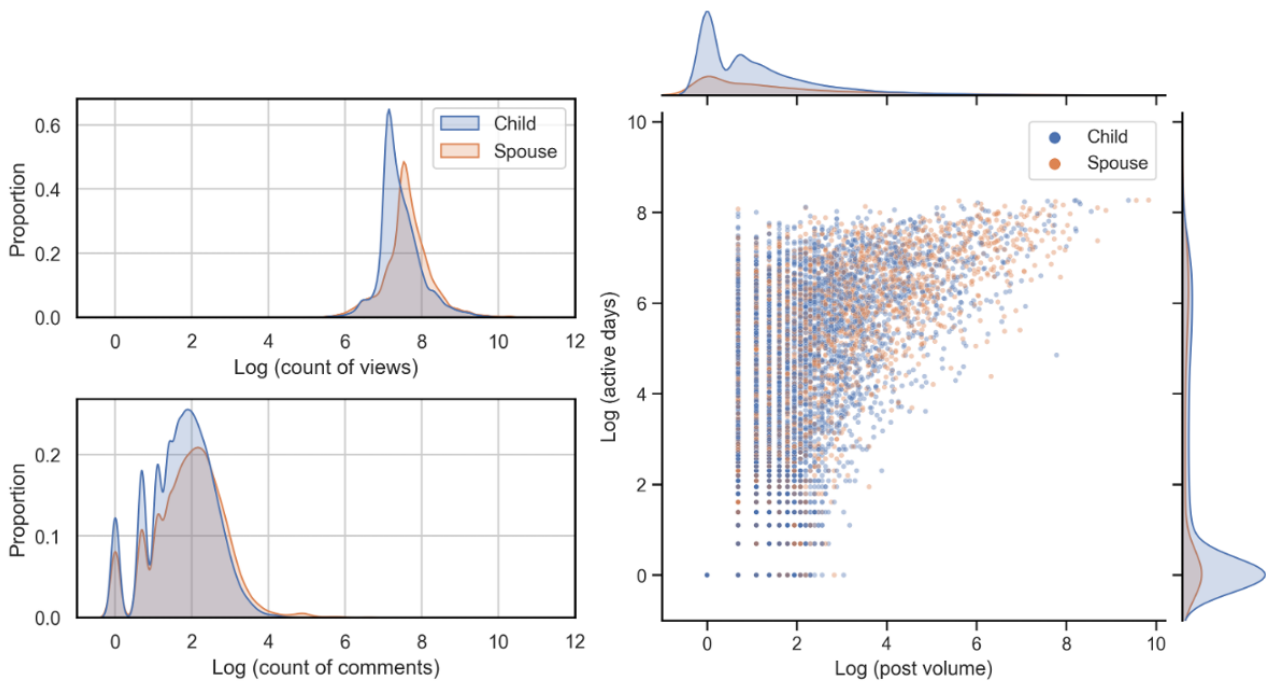 Proportion
0.6
0.4
0.2
0.0
Child
Spouse
0 2 4 6 8 10 12
Log (count of views)
Proportion
0.2
0.1
0.0
0 2 4 6 8 10 12
Log (count of comments)
Log (active days)
10
8
6
4
2
0
Child
Spouse
0 2 4 6 8 10
Log (post volume)